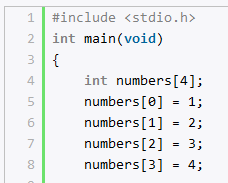 1 #include <stdio.h>
2 int main(void)
3 {
4     int numbers[4];
5     numbers[0] = 1;
6     numbers[1] = 2;
7     numbers[2] = 3;
8     numbers[3] = 4;